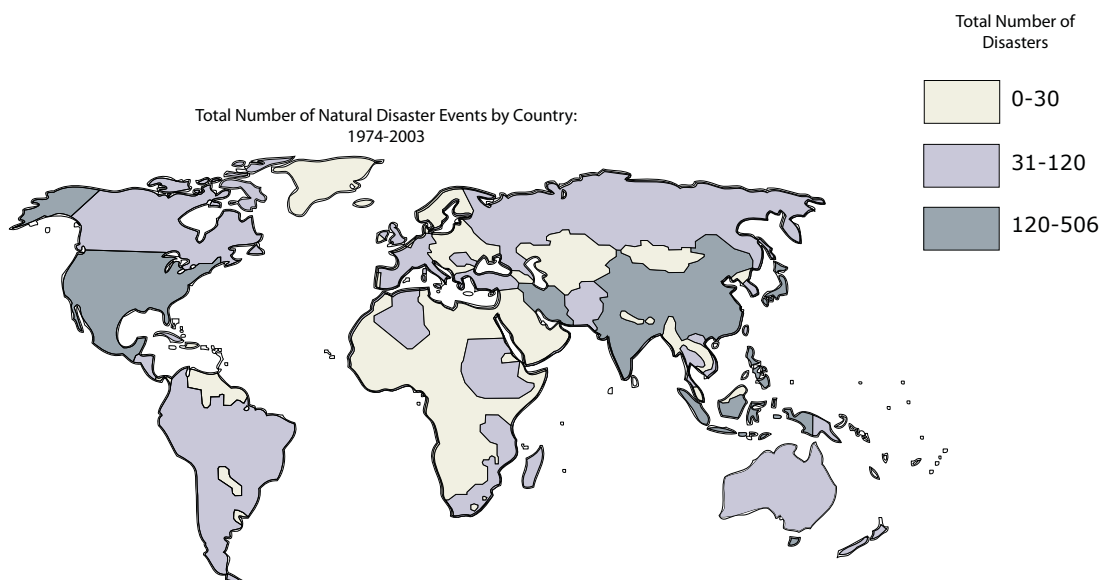 Total Number of
Disasters
0-30
31-120
120-506
Total Number of Natural Disaster Events by Country:
1974-2003